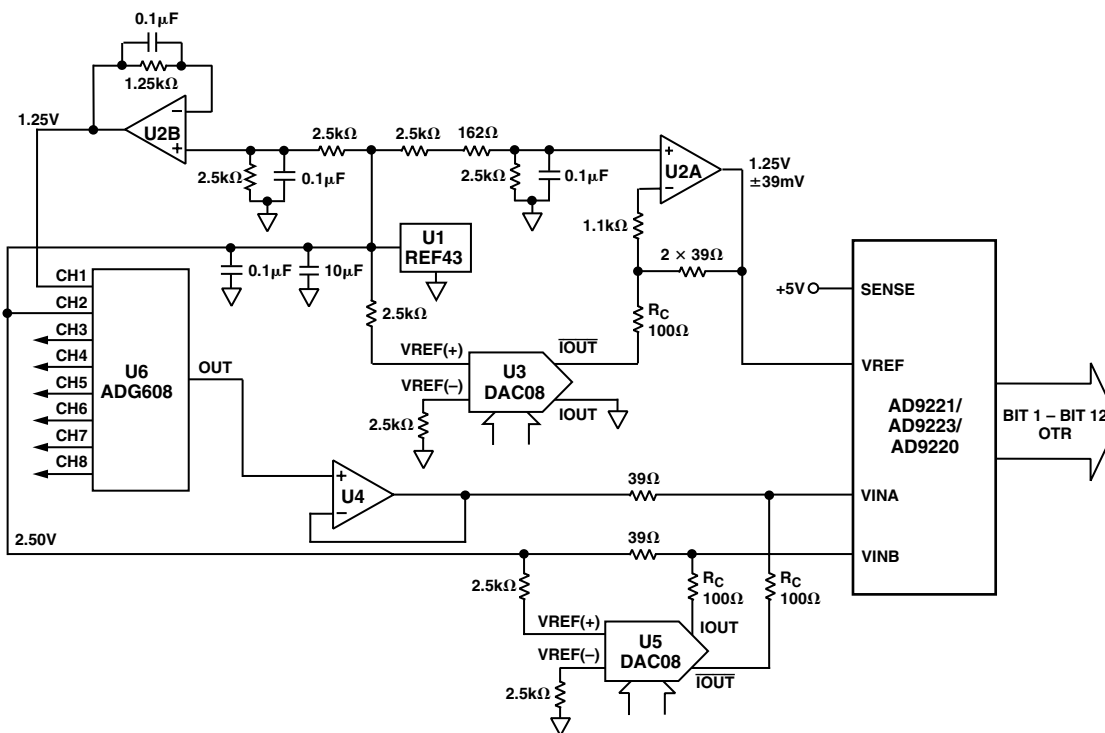 0.1μF
1.25kΩ
1.25V
–
U2B
+
2.5kΩ
2.5kΩ
0.1μF
2.5kΩ
162Ω
2.5kΩ
0.1μF
+
U2A
–
1.25V
±39mV
1.1kΩ
2 × 39Ω
U1
REF43
0.1μF
10μF
2.5kΩ
RC
100Ω
CH1
CH2
CH3
CH4
CH5
CH6
CH7
CH8
U6
ADG608
OUT
VREF(+)
VREF(–)
U3
DAC08
IOUT
IOUT
2.5kΩ
+5V
SENSE
VREF
AD9221/
AD9223/
AD9220
VINA
VINB
BIT 1 – BIT 12
OTR
+
U4
–
39Ω
2.50V
39Ω
2.5kΩ
RC
100Ω
RC
100Ω
VREF(+)
VREF(–)
U5
DAC08
IOUT
IOUT
2.5kΩ